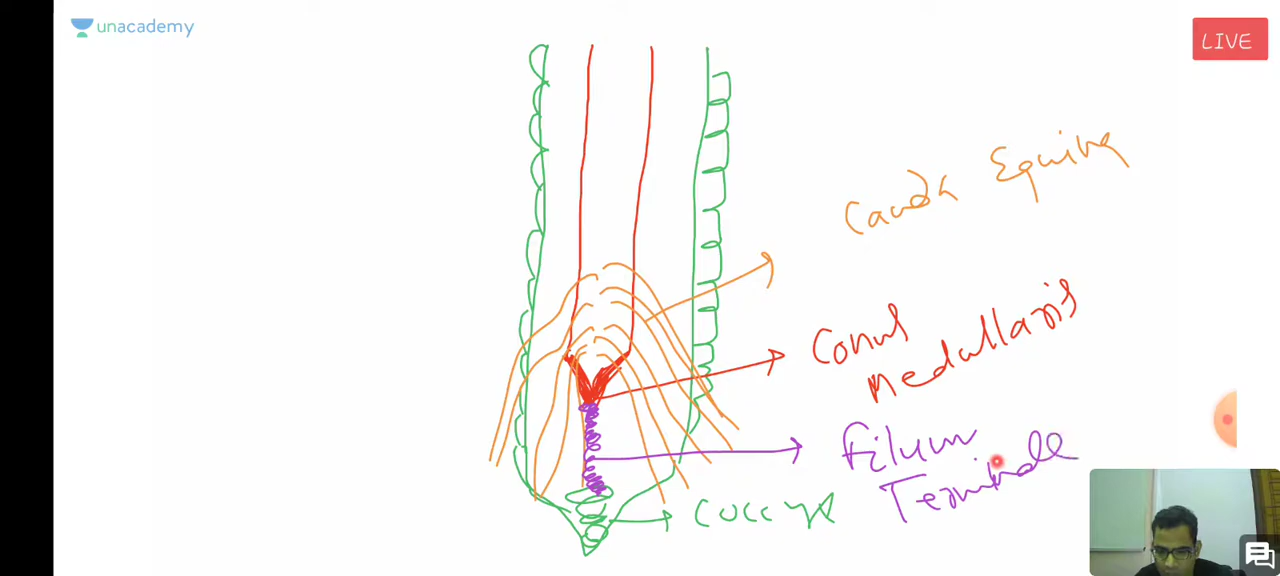 unacademy
LIVE
Cauda Equina
Conus
Medullaris
Filum
Terminale
Coccyx